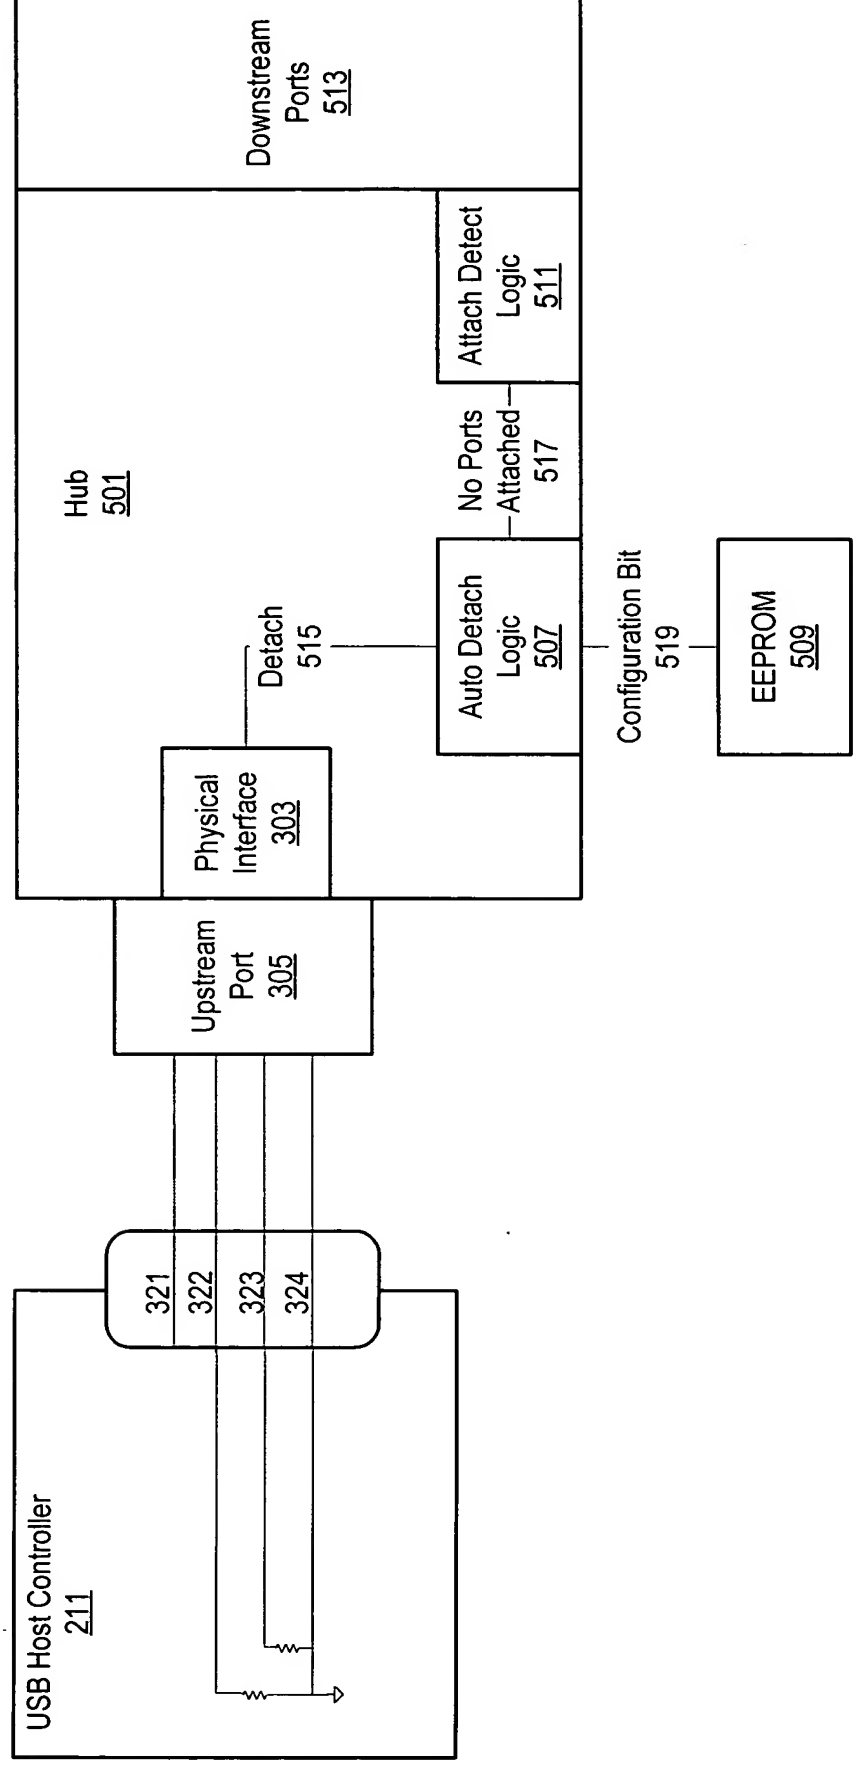 USB Host Controller
211
321
322
323
324
Upstream
Port
305
Physical
Interface
303
Hub
501
Detach
515
Auto Detach
Logic
507
No Ports
Attached
517
Attach Detect
Logic
511
Downstream
Ports
513
Configuration Bit
519
EEPROM
509